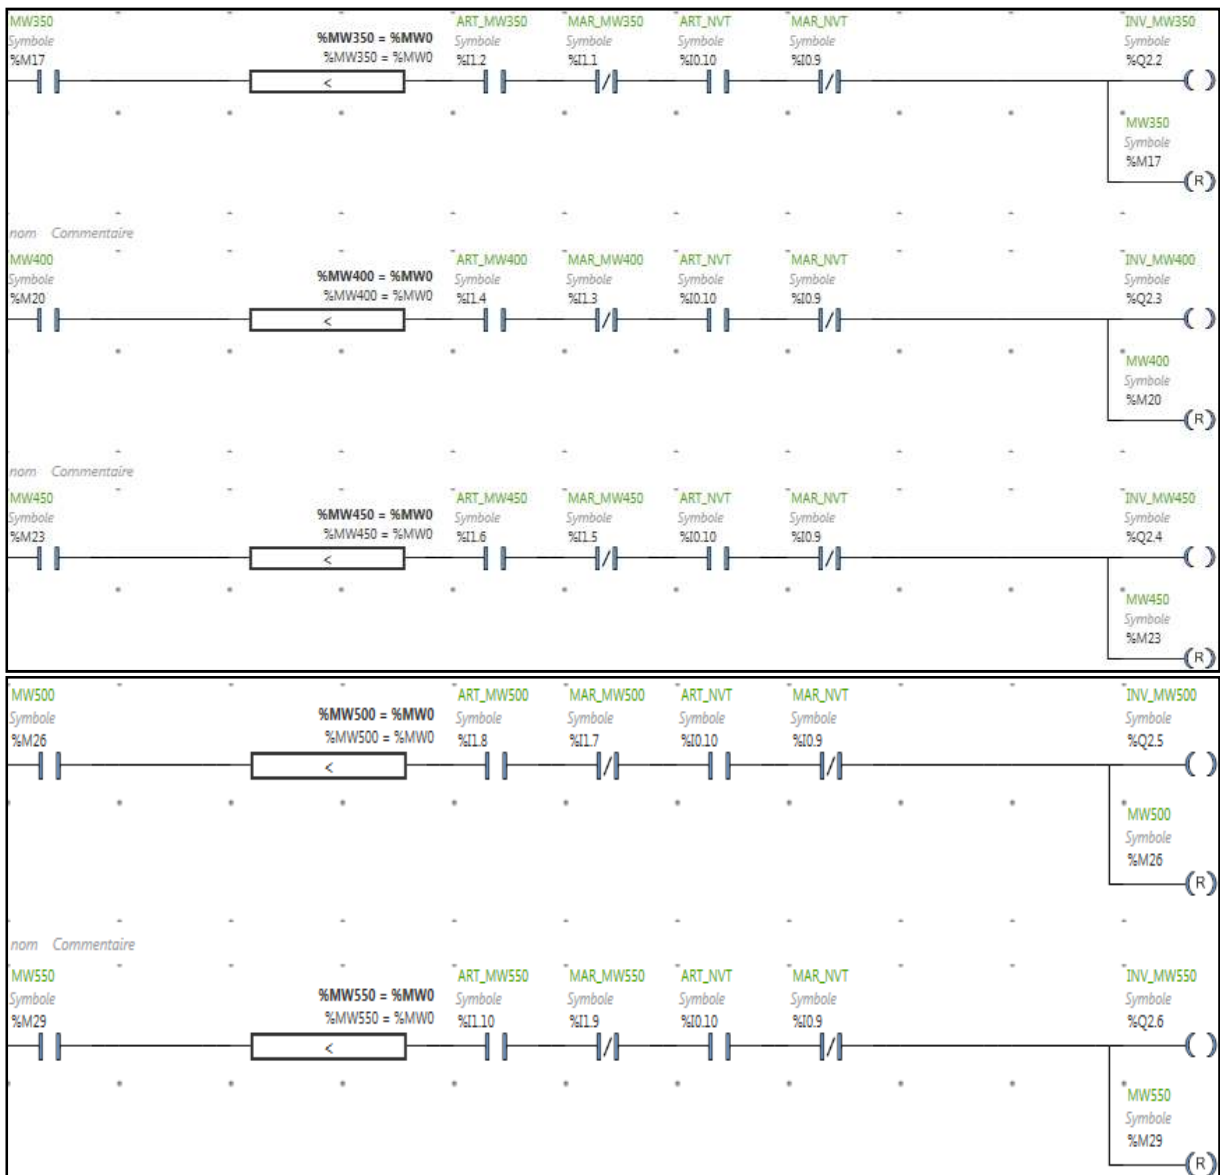 MW350 ART_MW350 MAR_MW350 ART_NVT MAR_NVT INV_MW350
Symbole %MW350 = %MW0 Symbole Symbole Symbole Symbole Symbole
%M17 %MW350 = %MW0 %I1.2 %I1.1 %I0.10 %I0.9 %Q2.2
<
MW350
Symbole
%M17
R
nom Commentaire
MW400 ART_MW400 MAR_MW400 ART_NVT MAR_NVT INV_MW400
Symbole %MW400 = %MW0 Symbole Symbole Symbole Symbole Symbole
%M20 %MW400 = %MW0 %I1.4 %I1.3 %I0.10 %I0.9 %Q2.3
<
MW400
Symbole
%M20
R
nom Commentaire
MW450 ART_MW450 MAR_MW450 ART_NVT MAR_NVT INV_MW450
Symbole %MW450 = %MW0 Symbole Symbole Symbole Symbole Symbole
%M23 %MW450 = %MW0 %I1.6 %I1.5 %I0.10 %I0.9 %Q2.4
<
MW450
Symbole
%M23
R
MW500 ART_MW500 MAR_MW500 ART_NVT MAR_NVT INV_MW500
Symbole %MW500 = %MW0 Symbole Symbole Symbole Symbole Symbole
%M26 %MW500 = %MW0 %I1.8 %I1.7 %I0.10 %I0.9 %Q2.5
<
MW500
Symbole
%M26
R
nom Commentaire
MW550 ART_MW550 MAR_MW550 ART_NVT MAR_NVT INV_MW550
Symbole %MW550 = %MW0 Symbole Symbole Symbole Symbole Symbole
%M29 %MW550 = %MW0 %I1.10 %I1.9 %I0.10 %I0.9 %Q2.6
<
MW550
Symbole
%M29
R